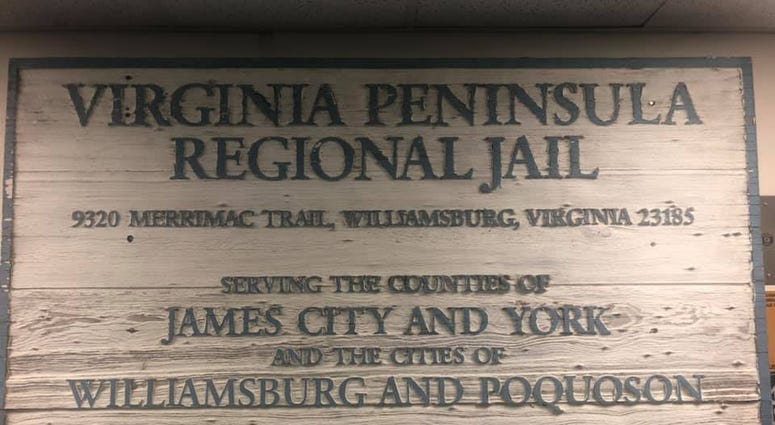 VIRGINIA PENINSULA
REGIONAL JAIL
9320 MERRIMAC TRAIL, WILLIAMSBURG, VIRGINIA 23185
SERVING THE COUNTIES OF
JAMES CITY AND YORK
AND THE CITIES OF
WILLIAMSBURG AND POQUOSON